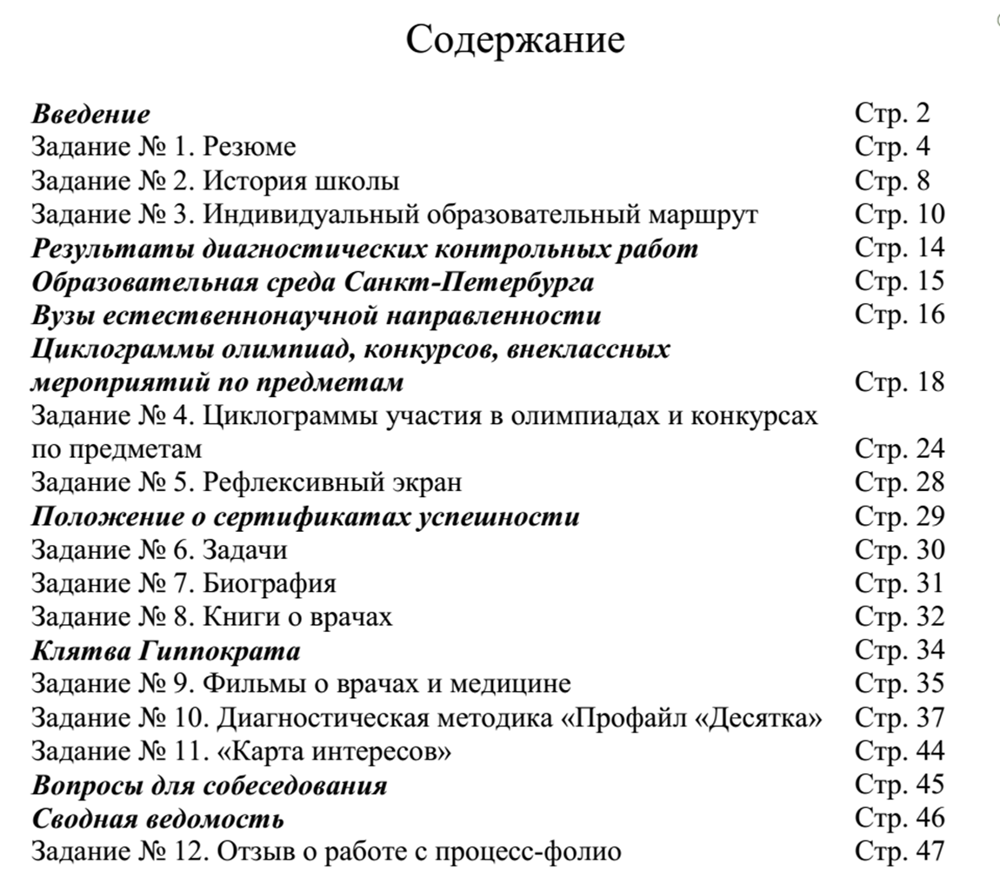 Содержание
Введение Стр. 2
Задание № 1. Резюме Стр. 4
Задание № 2. История школы Стр. 8
Задание № 3. Индивидуальный образовательный маршрут Стр. 10
Результаты диагностических контрольных работ Стр. 14
Образовательная среда Санкт-Петербурга Стр. 15
Вузы естественнонаучной направленности Стр. 16
Циклограммы олимпиад, конкурсов, внеклассных
мероприятий по предметам Стр. 18
Задание № 4. Циклограммы участия в олимпиадах и конкурсах
по предметам Стр. 24
Задание № 5. Рефлексивный экран Стр. 28
Положение о сертификатах успешности Стр. 29
Задание № 6. Задачи Стр. 30
Задание № 7. Биография Стр. 31
Задание № 8. Книги о врачах Стр. 32
Клятва Гиппократа Стр. 34
Задание № 9. Фильмы о врачах и медицине Стр. 35
Задание № 10. Диагностическая методика «Профайл «Десятка» Стр. 37
Задание № 11. «Карта интересов» Стр. 44
Вопросы для собеседования Стр. 45
Сводная ведомость Стр. 46
Задание № 12. Отзыв о работе с процесс-фолио Стр. 47